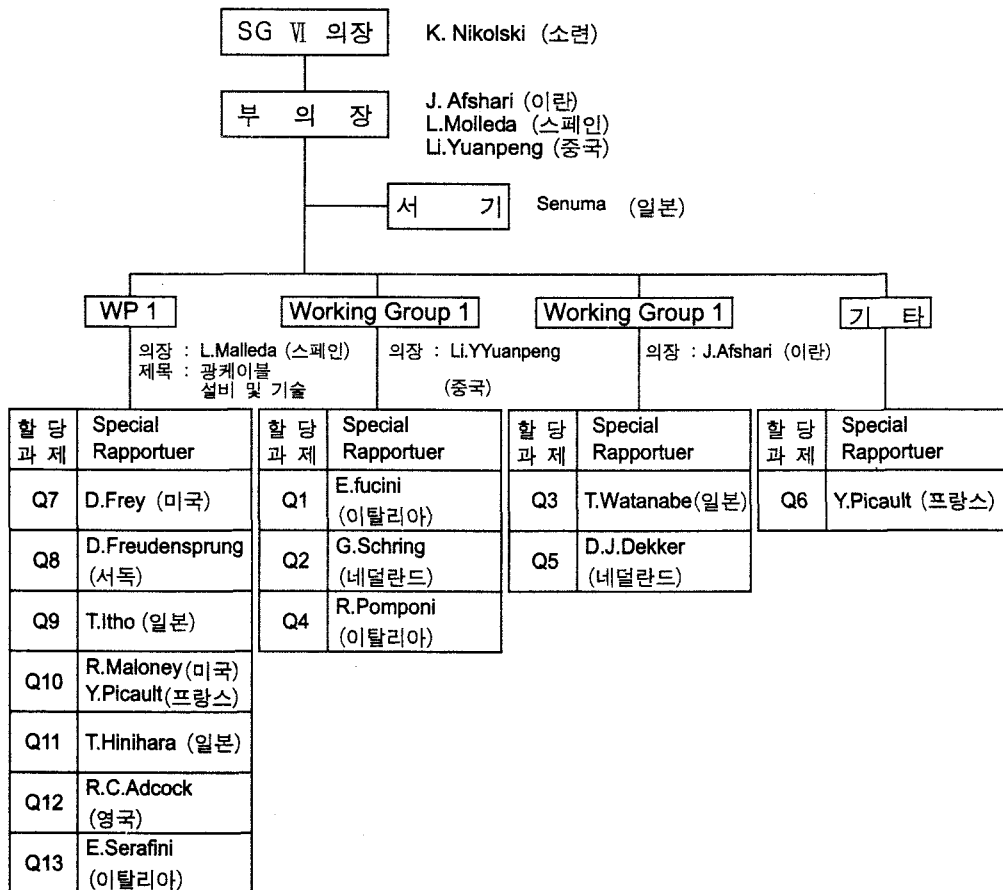 SG Ⅵ 의장 K. Nikolski (소련)
부 의 장
J. Afshari (이란)
L.Molleda (스페인)
Li.Yuanpeng (중국)
서 기 Senuma (일본)
WP 1
의장 : L.Malleda (스페인)
제목 : 광케이블
설비 및 기술
할 당
과 제
Special
Rapportuer
Q7 D.Frey (미국)
Q8 D.Freudensprung
(서독)
Q9 T.Itho (일본)
Q10 R.Maloney(미국)
Y.Picault(프랑스)
Q11 T.Hinihara (일본)
Q12 R.C.Adcock
(영국)
Q13 E.Serafini
(이탈리아)
Working Group 1
의장 : Li.YYuanpeng
(중국)
할 당
과 제
Special
Rapportuer
Q1 E.fucini
(이탈리아)
Q2 G.Schring
(네덜란드)
Q4 R.Pomponi
(이탈리아)
Working Group 1
의장 : J.Afshari (이란)
할 당
과 제
Special
Rapportuer
Q3 T.Watanabe(일본)
Q5 D.J.Dekker
(네덜란드)
기 타
할 당
과 제
Special
Rapportuer
Q6 Y.Picault (프랑스)